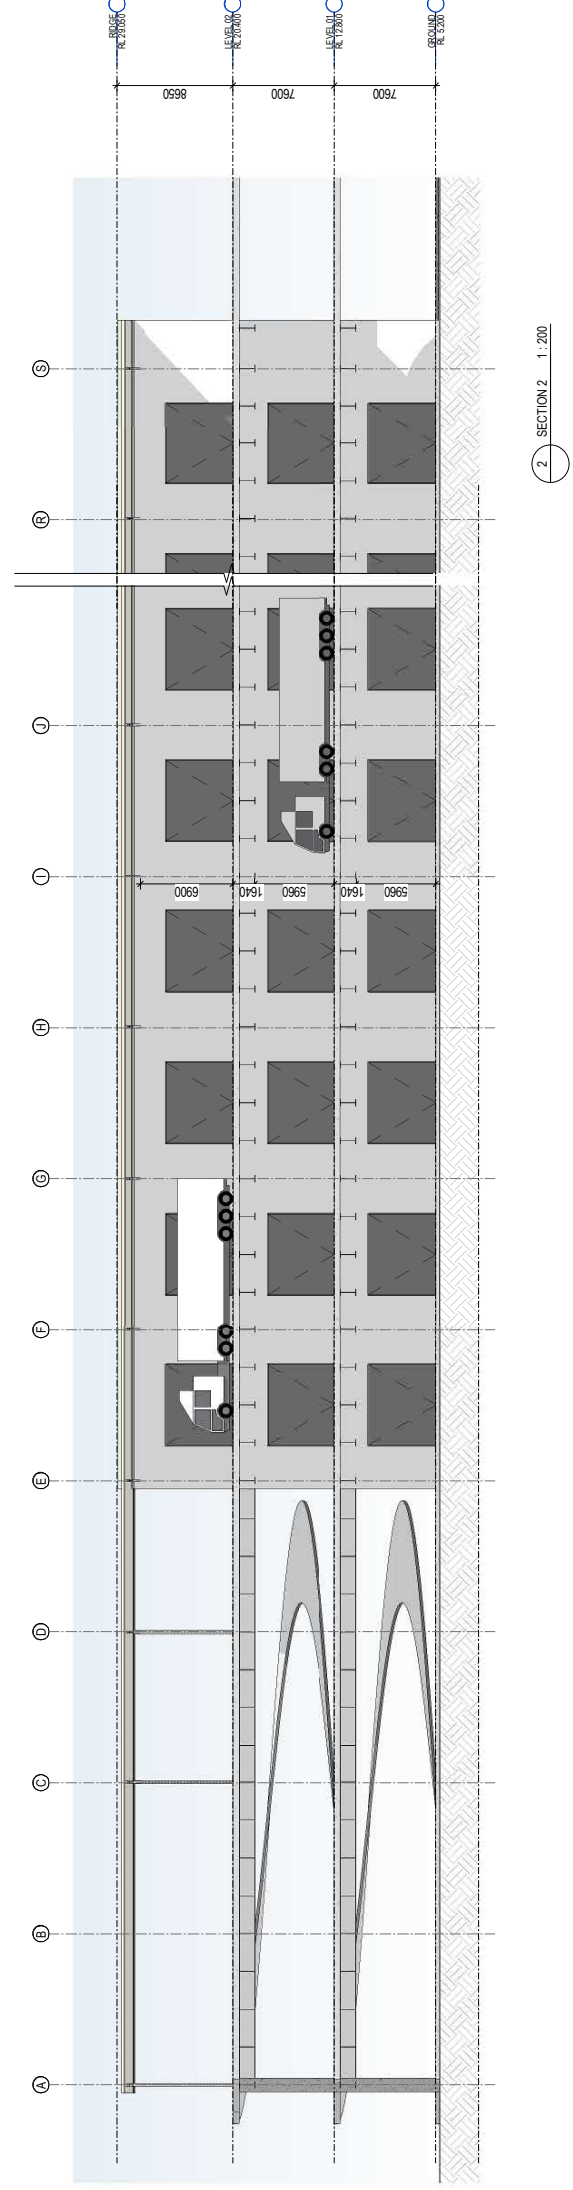 RIDGE
RL 29.050
LEVEL 02
RL 20.400
LEVEL 01
RL 12.800
GROUND
RL 5.200
8650
7600
7600
S
R
J
I
H
G
F
E
D
C
B
A
6900
1640
5960
1640
5960
2
SECTION 2
1 : 200